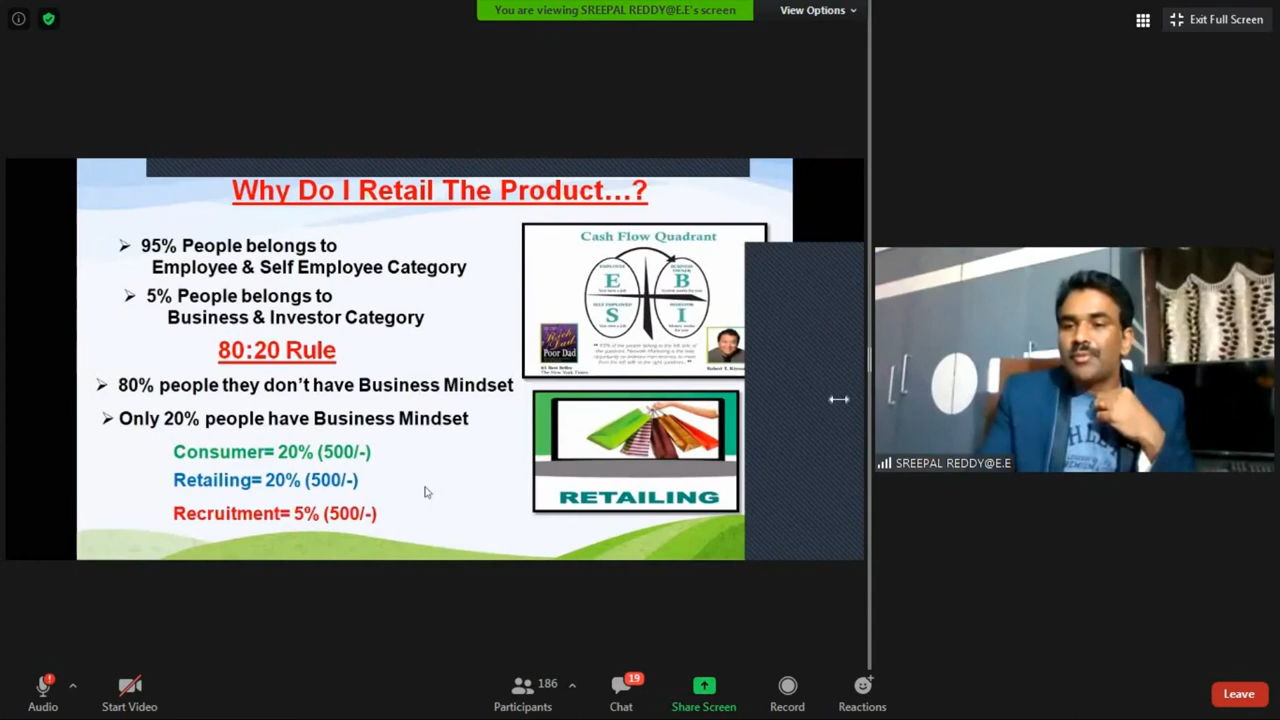 You are viewing SREEPAL REDDY@E.E's screen
View Options
Exit Full Screen
Why Do I Retail The Product...?
➢ 95% People belongs to
Employee & Self Employee Category
➢ 5% People belongs to
Business & Investor Category
80:20 Rule
➢ 80% people they don't have Business Mindset
➢ Only 20% people have Business Mindset
Consumer= 20% (500/-)
Retailing= 20% (500/-)
Recruitment= 5% (500/-)
Cash Flow Quadrant
E
B
S
I
Rich Dad
Poor Dad
The New York Times
RETAILING
SREEPAL REDDY@E.E
Audio
Start Video
186
Participants
19
Chat
Share Screen
Record
Reactions
Leave